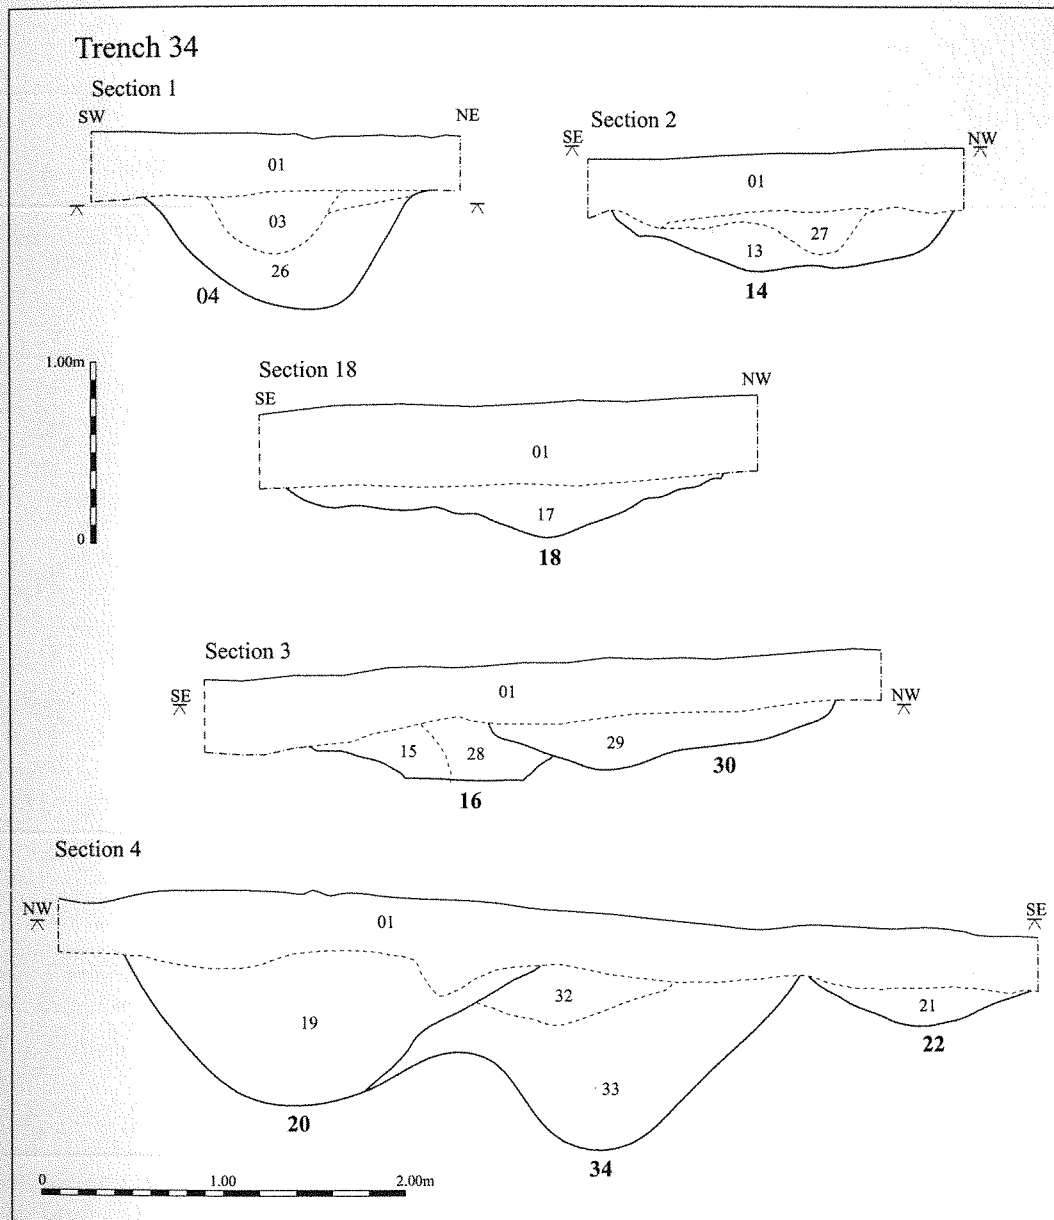 Trench 34
Section 1
SW
NE
01
03
26
04
Section 2
SE
NW
01
27
13
14
1.00m
0
Section 18
SE
NW
01
17
18
Section 3
SE
NW
01
15
28
29
16
30
Section 4
NW
SE
01
32
19
21
22
33
20
34
0
1.00
2.00m